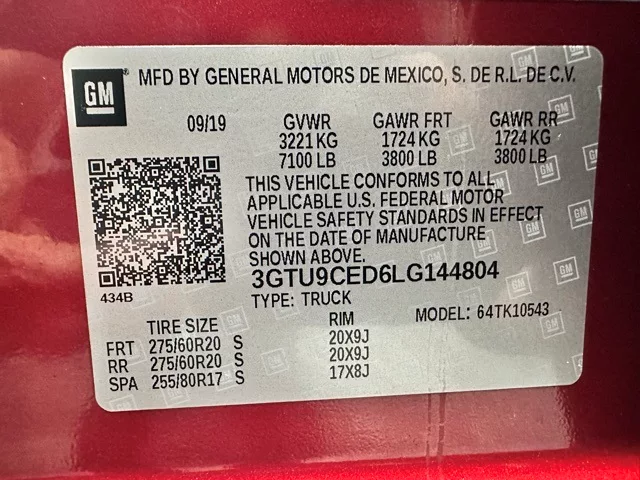 GM
MFD BY GENERAL MOTORS DE MEXICO, S. DE R.L. DE C.V.
09/19 GVWR GAWR FRT GAWR RR
3221 KG 1724 KG 1724 KG
7100 LB 3800 LB 3800 LB
THIS VEHICLE CONFORMS TO ALL
APPLICABLE U.S. FEDERAL MOTOR
VEHICLE SAFETY STANDARDS IN EFFECT
ON THE DATE OF MANUFACTURE
SHOWN ABOVE.
434B
3GTU9CED6LG144804
TYPE: TRUCK MODEL: 64TK10543
TIRE SIZE RIM
FRT 275/60R20 S 20X9J
RR 275/60R20 S 20X9J
SPA 255/80R17 S 17X8J